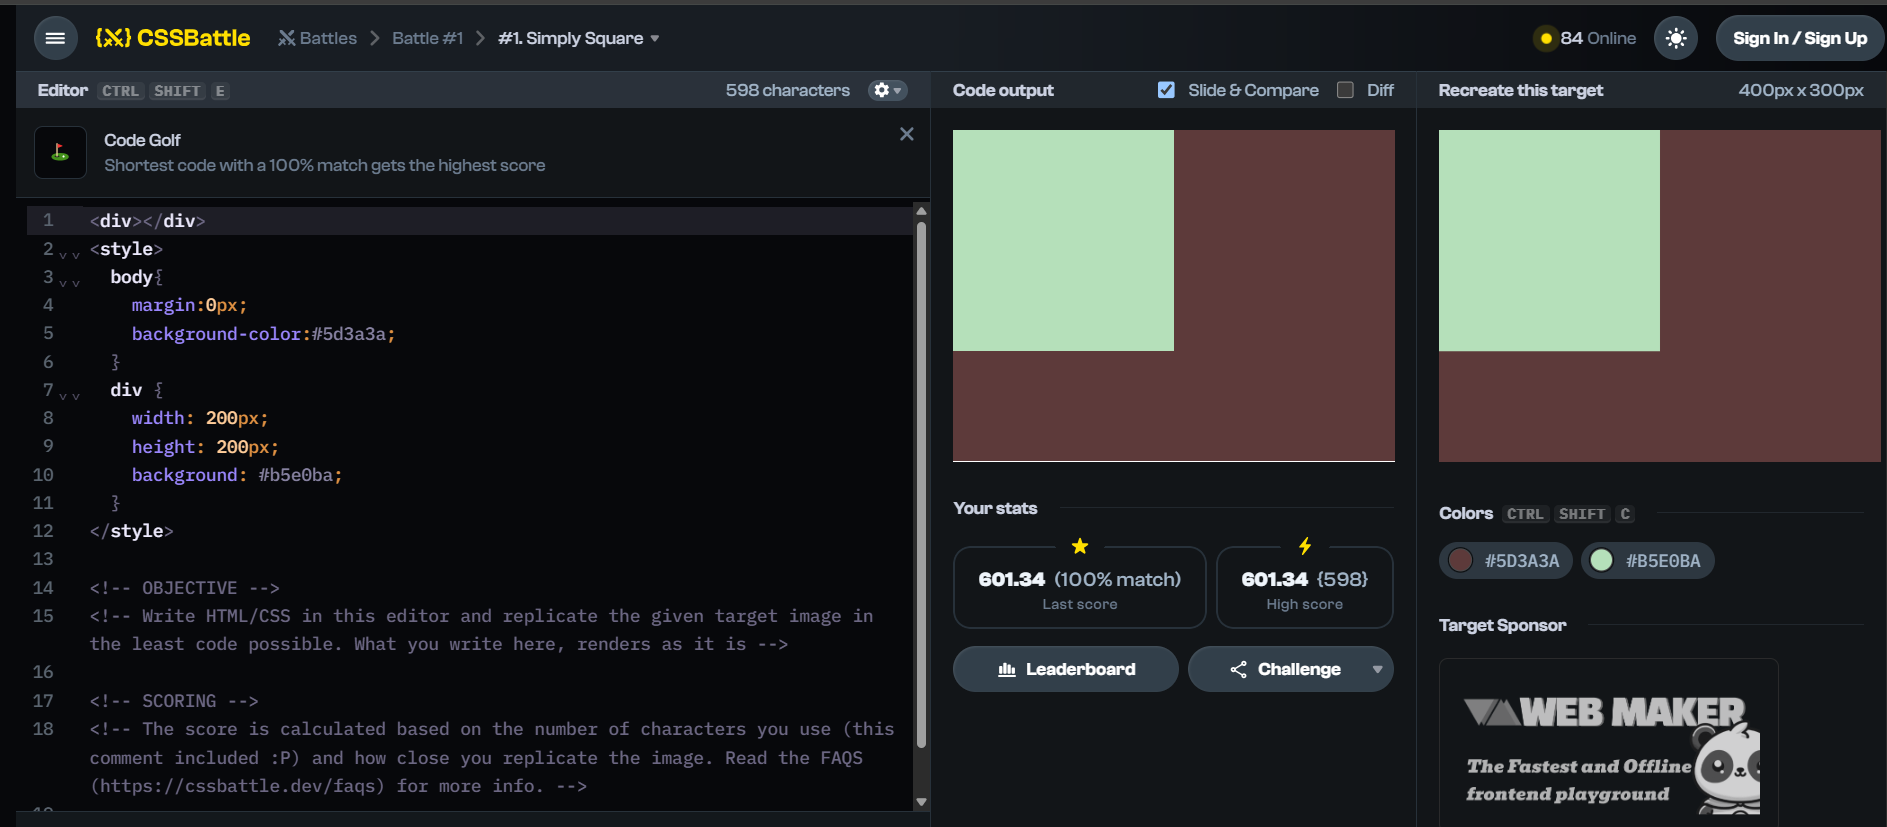 {X} CSSBattle
Battles
Battle #1
#1. Simply Square
84 Online
Sign In / Sign Up
Editor CTRL SHIFT E
598 characters
Code Golf
Shortest code with a 100% match gets the highest score
1 <div></div>
2 <style>
3 body{
4 margin:0px;
5 background-color:#5d3a3a;
6 }
7 div {
8 width: 200px;
9 height: 200px;
10 background: #b5e0ba;
11 }
12 </style>
13
14 <!-- OBJECTIVE -->
15 <!-- Write HTML/CSS in this editor and replicate the given target image in
the least code possible. What you write here, renders as it is -->
16
17 <!-- SCORING -->
18 <!-- The score is calculated based on the number of characters you use (this
comment included :P) and how close you replicate the image. Read the FAQS
(https://cssbattle.dev/faqs) for more info. -->
Code output
Slide & Compare
Diff
Your stats
601.34 (100% match)
Last score
601.34 {598}
High score
Leaderboard
Challenge
Recreate this target
400px x 300px
Colors CTRL SHIFT C
#5D3A3A
#B5E0BA
Target Sponsor
WEB MAKER
The Fastest and Offline
frontend playground